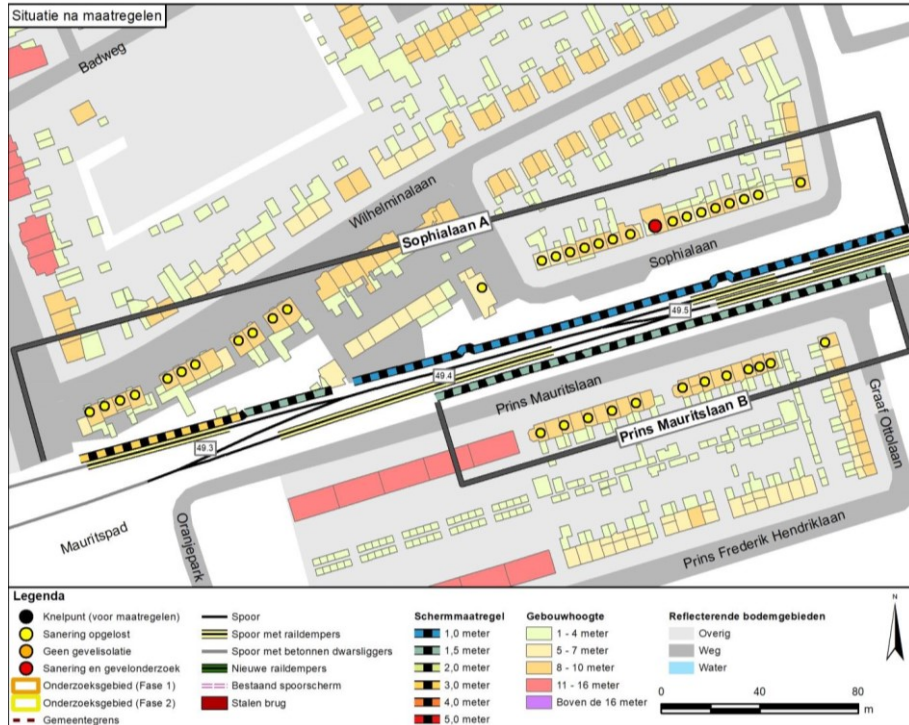 Situatie na maatregelen
Badweg
Wilhelminalaan
Sophialaan A
Sophialaan
49.5
49.4
49.3
Prins Mauritslaan
Prins Mauritslaan B
Graaf Ottolaan
Mauritspad
Oranjepark
Prins Frederik Hendriklaan
Legenda
Knelpunt (voor maatregelen)
Sanering opgelost
Geen gevelisolatie
Sanering en gevelonderzoek
Onderzoeksgebied (Fase 1)
Onderzoeksgebied (Fase 2)
Gemeentegrens
Spoor
Spoor met raildempers
Spoor met betonnen dwarsliggers
Nieuwe raildempers
Bestaand spoorscherm
Stalen brug
Schermmaatregel
1,0 meter
1,5 meter
2,0 meter
3,0 meter
4,0 meter
5,0 meter
Gebouwhoogte
1 - 4 meter
5 - 7 meter
8 - 10 meter
11 - 16 meter
Boven de 16 meter
Reflecterende bodemgebieden
Overig
Weg
Water
N
0 40 80
m